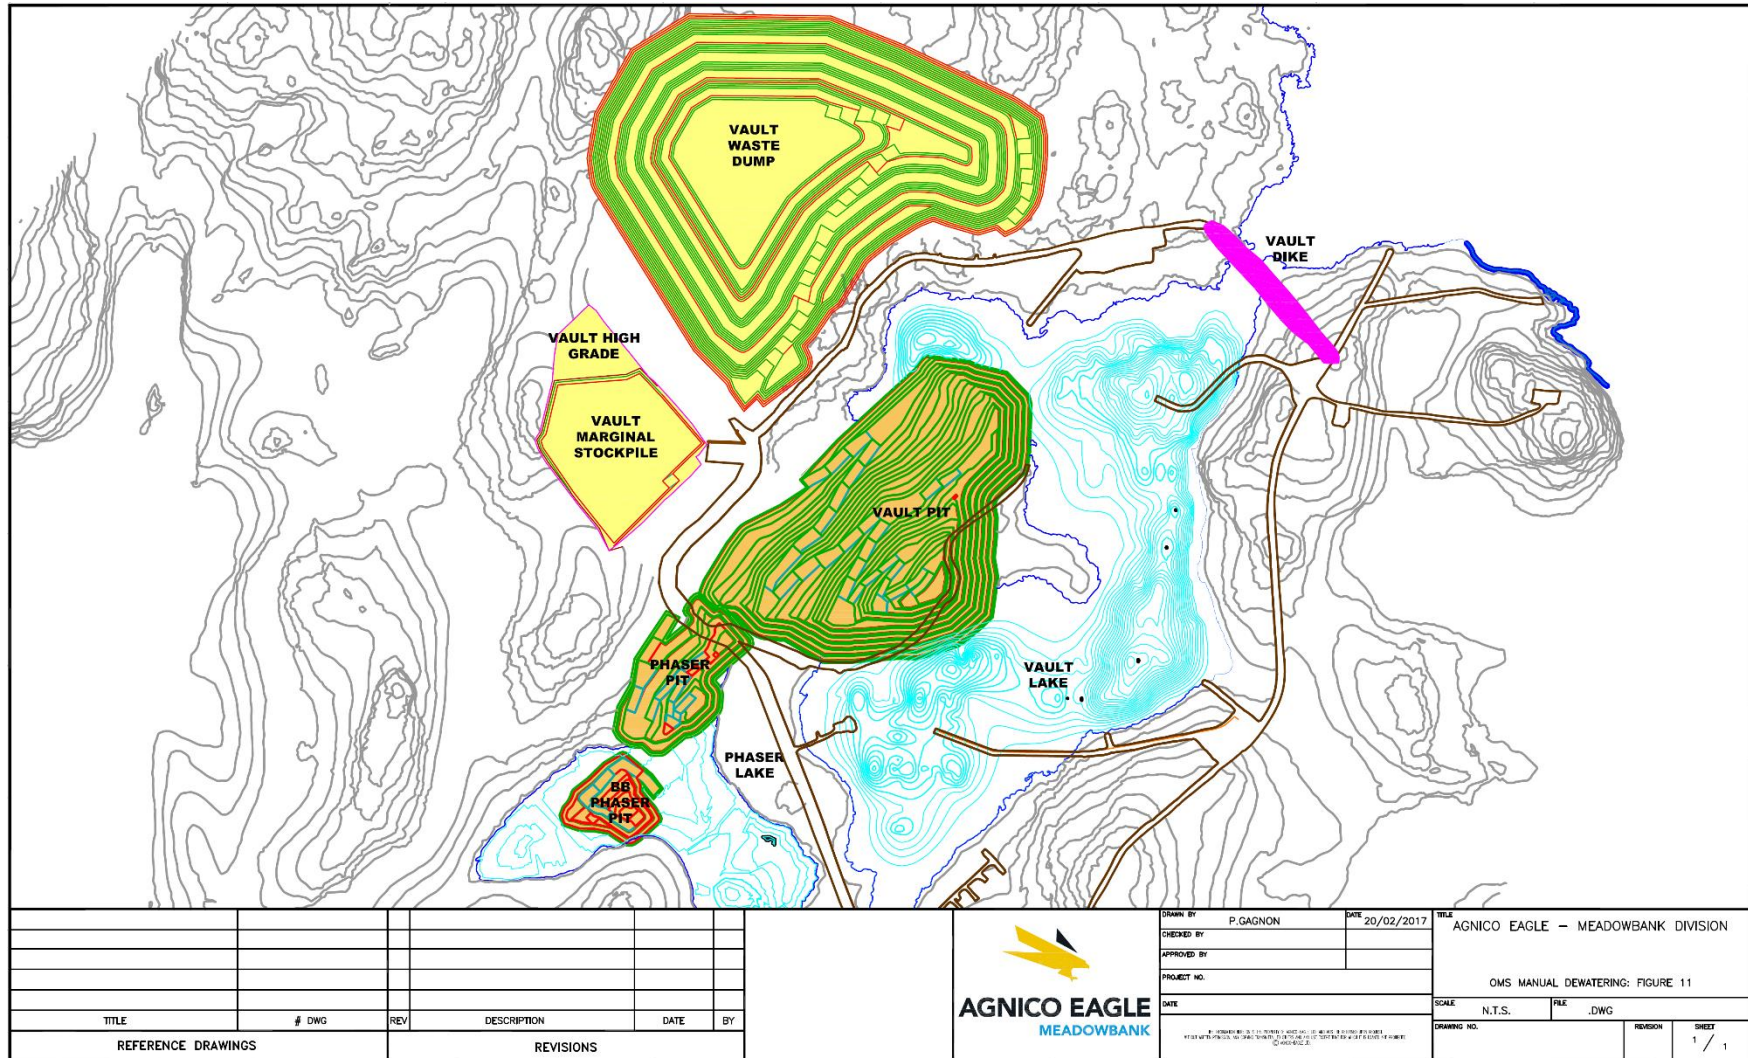 VAULT
WASTE
DUMP
VAULT
DIKE
VAULT HIGH
GRADE
VAULT
MARGINAL
STOCKPILE
VAULT PIT
PHASER
PIT
VAULT
LAKE
PHASER
LAKE
BB
PHASER
PIT
TITLE
# DWG
REV
DESCRIPTION
DATE
BY
REFERENCE DRAWINGS
REVISIONS
AGNICO EAGLE
MEADOWBANK
DRAWN BY
P.GAGNON
DATE
20/02/2017
CHECKED BY
APPROVED BY
PROJECT NO.
DATE
TITLE
AGNICO EAGLE – MEADOWBANK DIVISION
OMS MANUAL DEWATERING: FIGURE 11
SCALE
N.T.S.
FILE
.DWG
DRAWING NO.
REVISION
SHEET
1 / 1